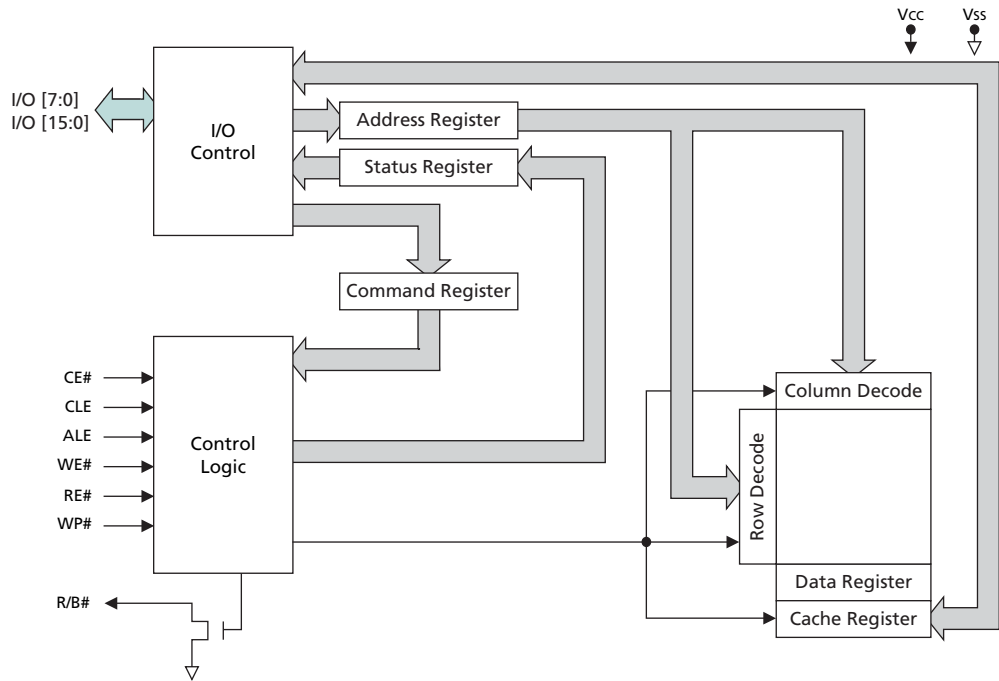 Vcc
Vss
I/O [7:0]
I/O [15:0]
I/O
Control
Address Register
Status Register
Command Register
CE#
CLE
ALE
WE#
RE#
WP#
Control
Logic
R/B#
Column Decode
Row Decode
Data Register
Cache Register